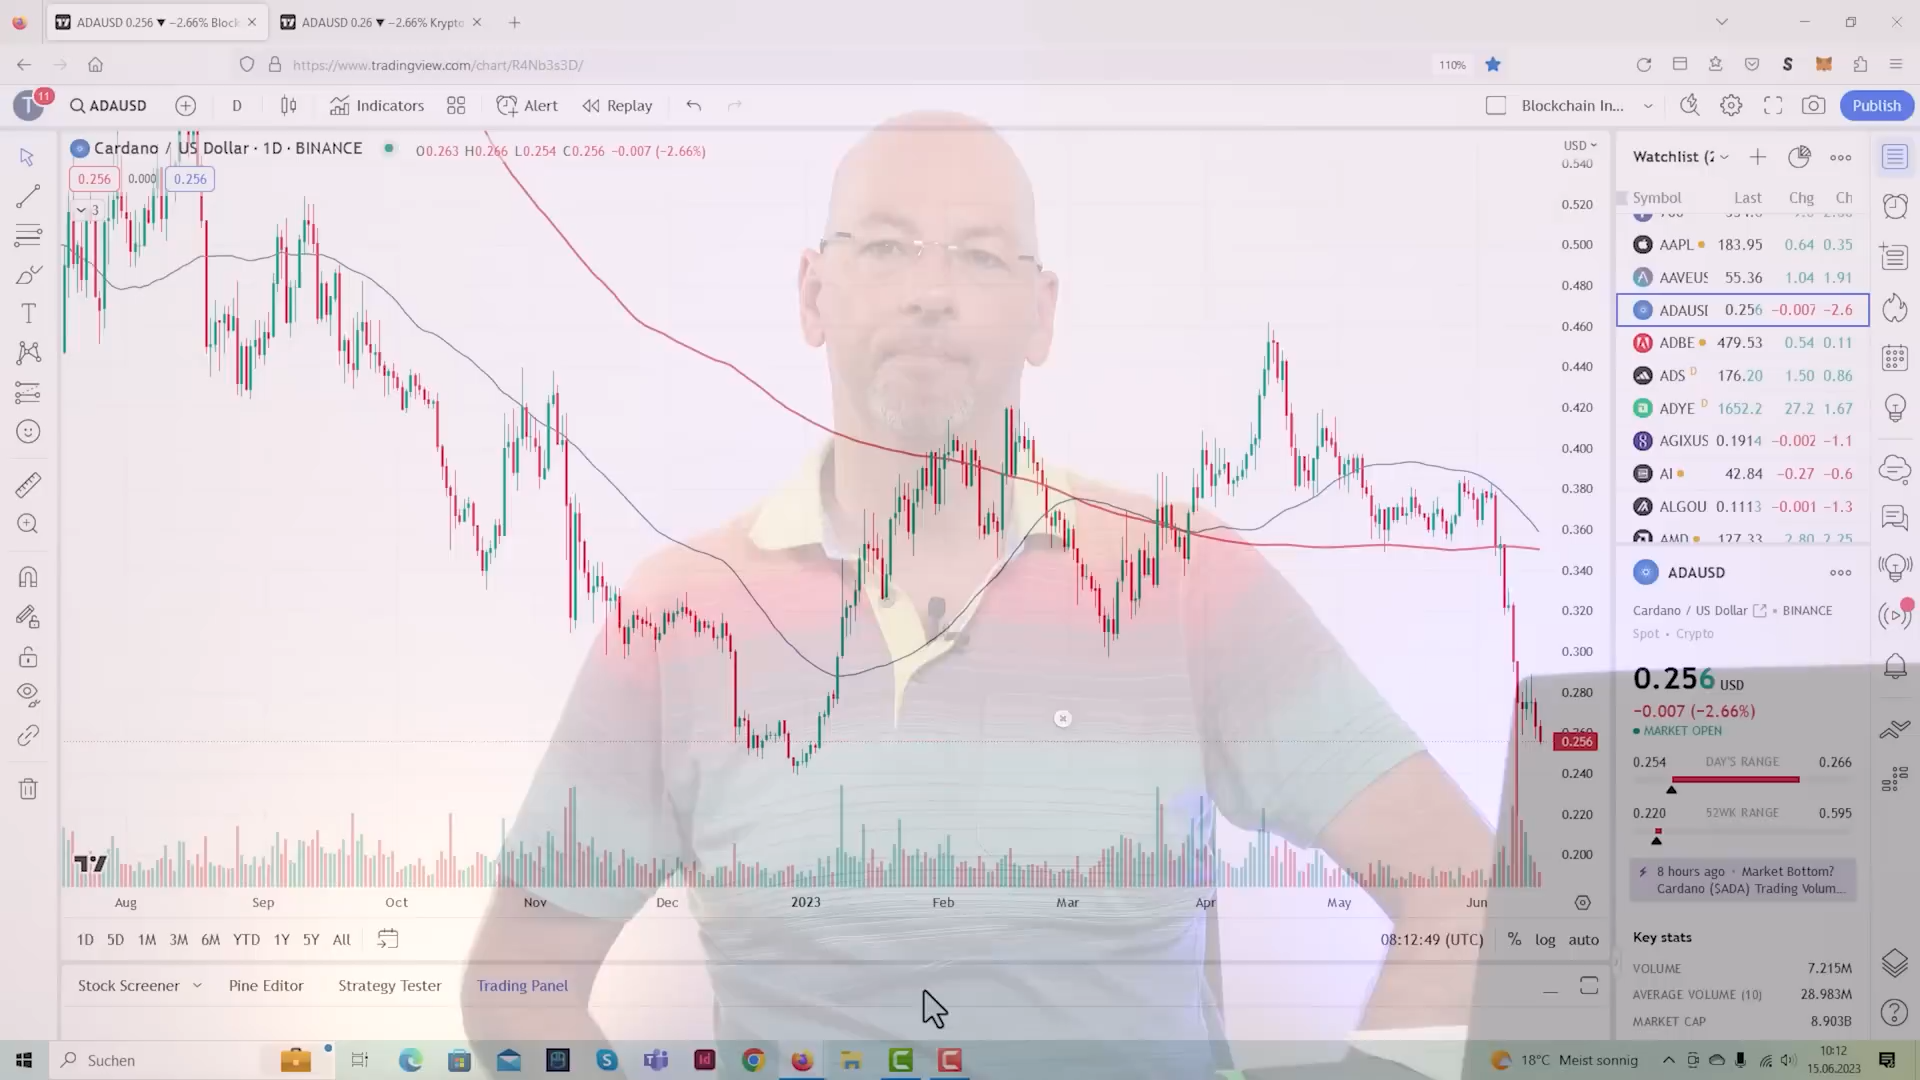 ADAUSD 0.256 ▼ −2.66% Block
ADAUSD 0.26 ▼ −2.66% Krypto
https://www.tradingview.com/chart/R4Nb3s3D/
110%
T
11
ADAUSD
D
Indicators
Alert
Replay
Blockchain In...
Publish
Cardano / US Dollar · 1D · BINANCE
O0.263 H0.266 L0.254 C0.256 −0.007 (−2.66%)
0.256
0.000
0.256
3
USD
0.540
0.520
0.500
0.480
0.460
0.440
0.420
0.400
0.380
0.360
0.340
0.320
0.300
0.280
0.256
0.240
0.220
0.200
Aug
Sep
Oct
Nov
Dec
2023
Feb
Mar
Apr
May
Jun
1D 5D 1M 3M 6M YTD 1Y 5Y All
08:12:49 (UTC)
% log auto
Stock Screener
Pine Editor
Strategy Tester
Trading Panel
Watchlist (2
Symbol Last Chg Ch
AAPL 183.95 0.64 0.35
AAVEUS 55.36 1.04 1.91
ADAUSI 0.256 −0.007 −2.6
ADBE 479.53 0.54 0.11
ADS D 176.20 1.50 0.86
ADYE D 1652.2 27.2 1.67
AGIXUS 0.1914 −0.002 −1.1
AI 42.84 −0.27 −0.6
ALGOU 0.1113 −0.001 −1.3
AMD 127.33 2.80 2.25
ADAUSD
Cardano / US Dollar • BINANCE
Spot • Crypto
0.256 USD
−0.007 (−2.66%)
MARKET OPEN
0.254 DAY'S RANGE 0.266
0.220 52WK RANGE 0.595
8 hours ago · Market Bottom?
Cardano ($ADA) Trading Volum...
Key stats
VOLUME 7.215M
AVERAGE VOLUME (10) 28.983M
MARKET CAP 8.903B
Suchen
18°C Meist sonnig
10:12
15.06.2023